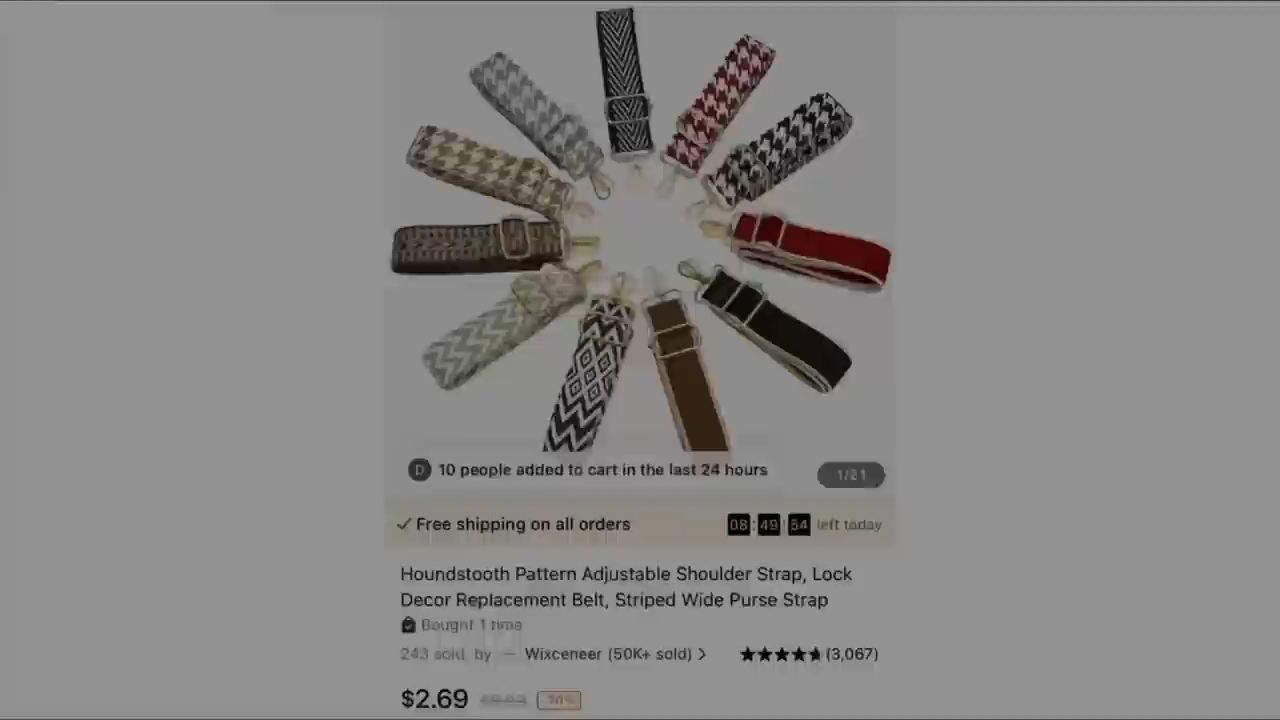 D 10 people added to cart in the last 24 hours
Free shipping on all orders 08:49:54 left today
Houndstooth Pattern Adjustable Shoulder Strap, Lock
Decor Replacement Belt, Striped Wide Purse Strap
Bought 1 time
243 sold, by — Wixceneer (50K+ sold) > (3,067)
$2.69